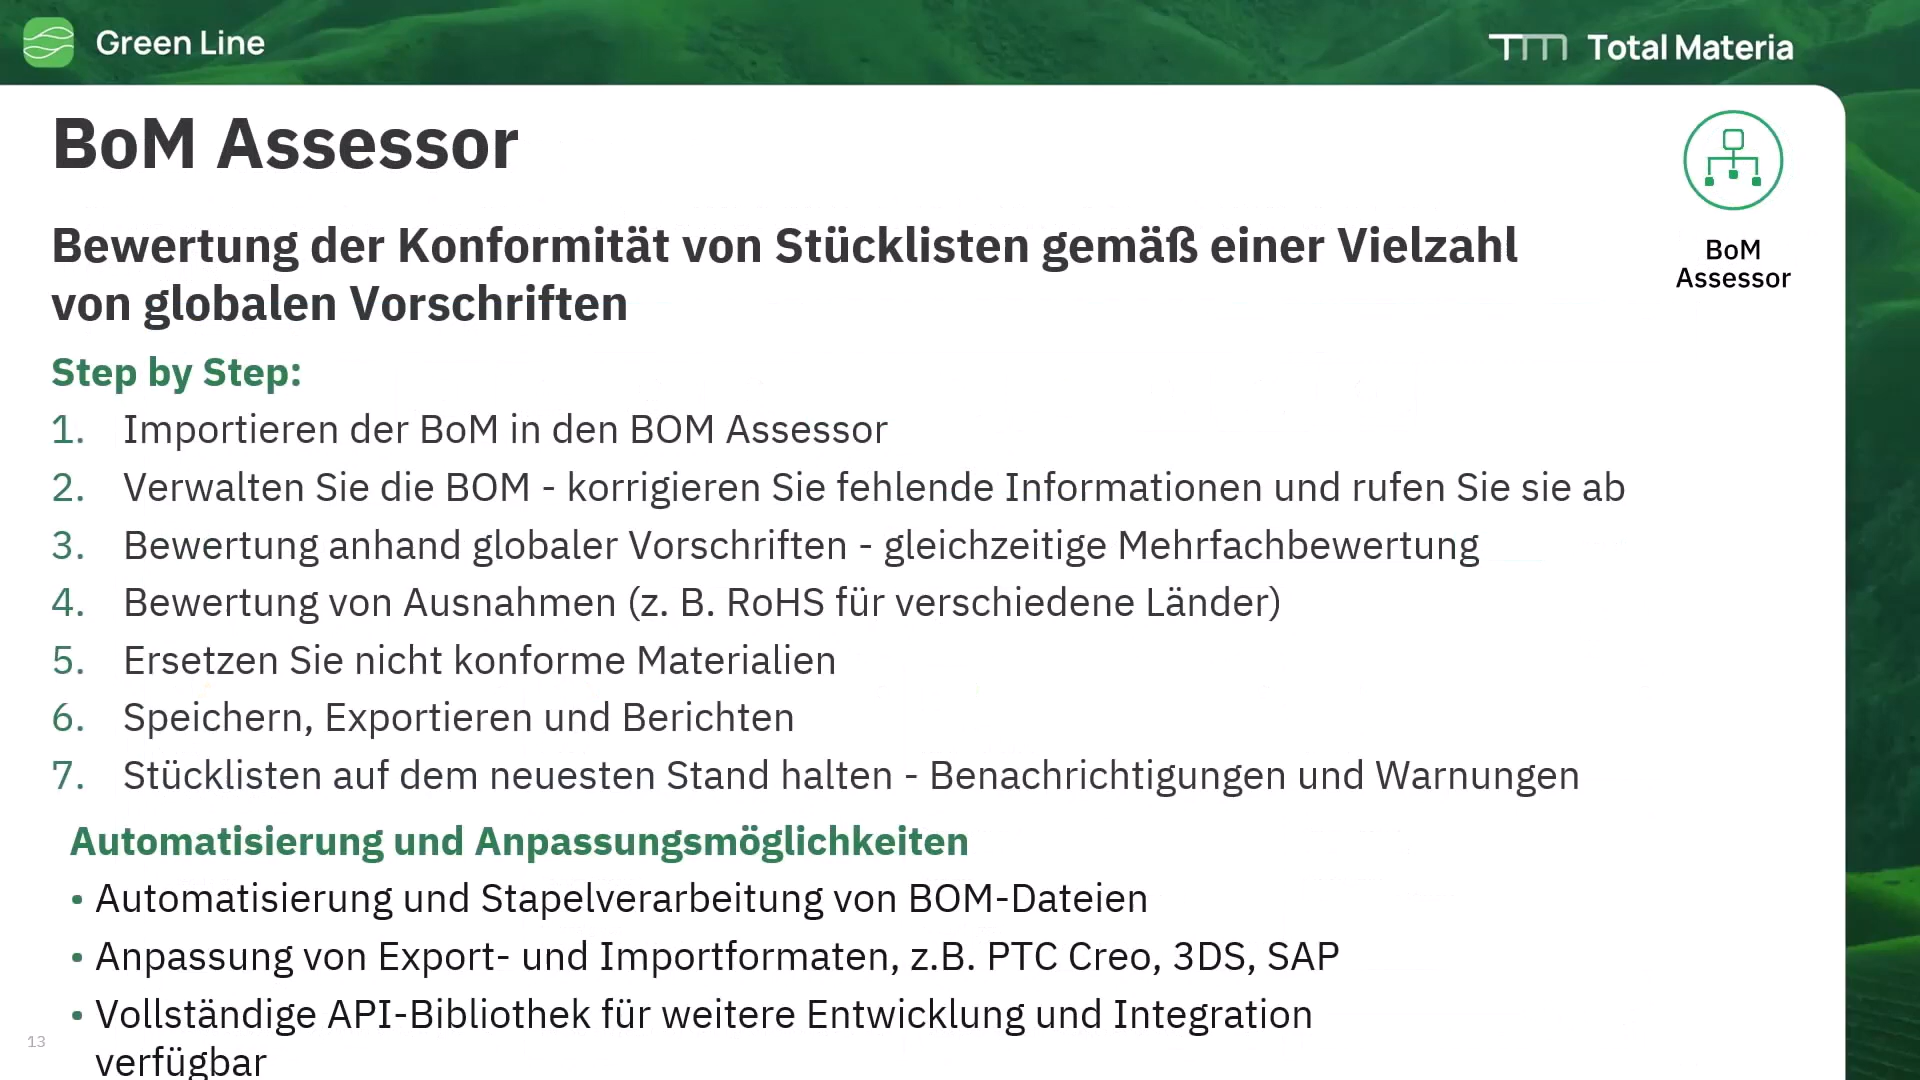 Green Line
Total Materia
BoM Assessor
BoM
Assessor
Bewertung der Konformität von Stücklisten gemäß einer Vielzahl
von globalen Vorschriften
Step by Step:
1. Importieren der BoM in den BOM Assessor
2. Verwalten Sie die BOM - korrigieren Sie fehlende Informationen und rufen Sie sie ab
3. Bewertung anhand globaler Vorschriften - gleichzeitige Mehrfachbewertung
4. Bewertung von Ausnahmen (z. B. RoHS für verschiedene Länder)
5. Ersetzen Sie nicht konforme Materialien
6. Speichern, Exportieren und Berichten
7. Stücklisten auf dem neuesten Stand halten - Benachrichtigungen und Warnungen
Automatisierung und Anpassungsmöglichkeiten
• Automatisierung und Stapelverarbeitung von BOM-Dateien
• Anpassung von Export- und Importformaten, z.B. PTC Creo, 3DS, SAP
• Vollständige API-Bibliothek für weitere Entwicklung und Integration
verfügbar
13